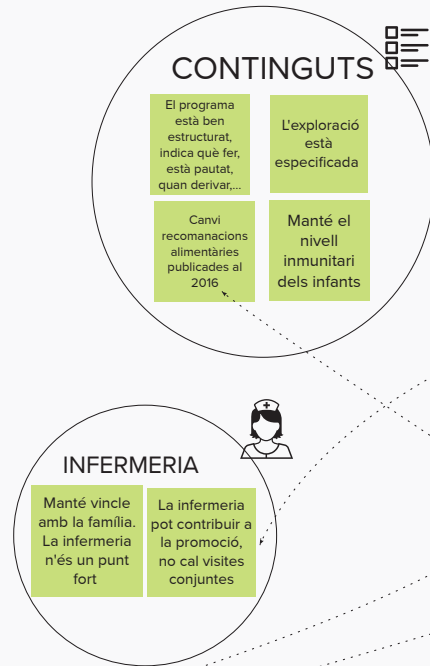 CONTINGUTS
El programa
està ben
estructurat,
indica què fer,
està pautat,
quan derivar,...
L'exploració
està
especificada
Canvi
recomanacions
alimentàries
publicades al
2016
Manté el
nivell
inmunitari
dels infants
INFERMERIA
Manté vincle
amb la família.
La infermeria
n'és un punt
fort
La infermeria
pot contribuir a
la promoció,
no cal visites
conjuntes